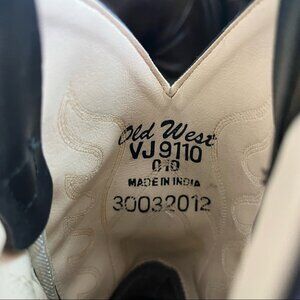 Old West
VJ9110
010
MADE IN INDIA
30032012